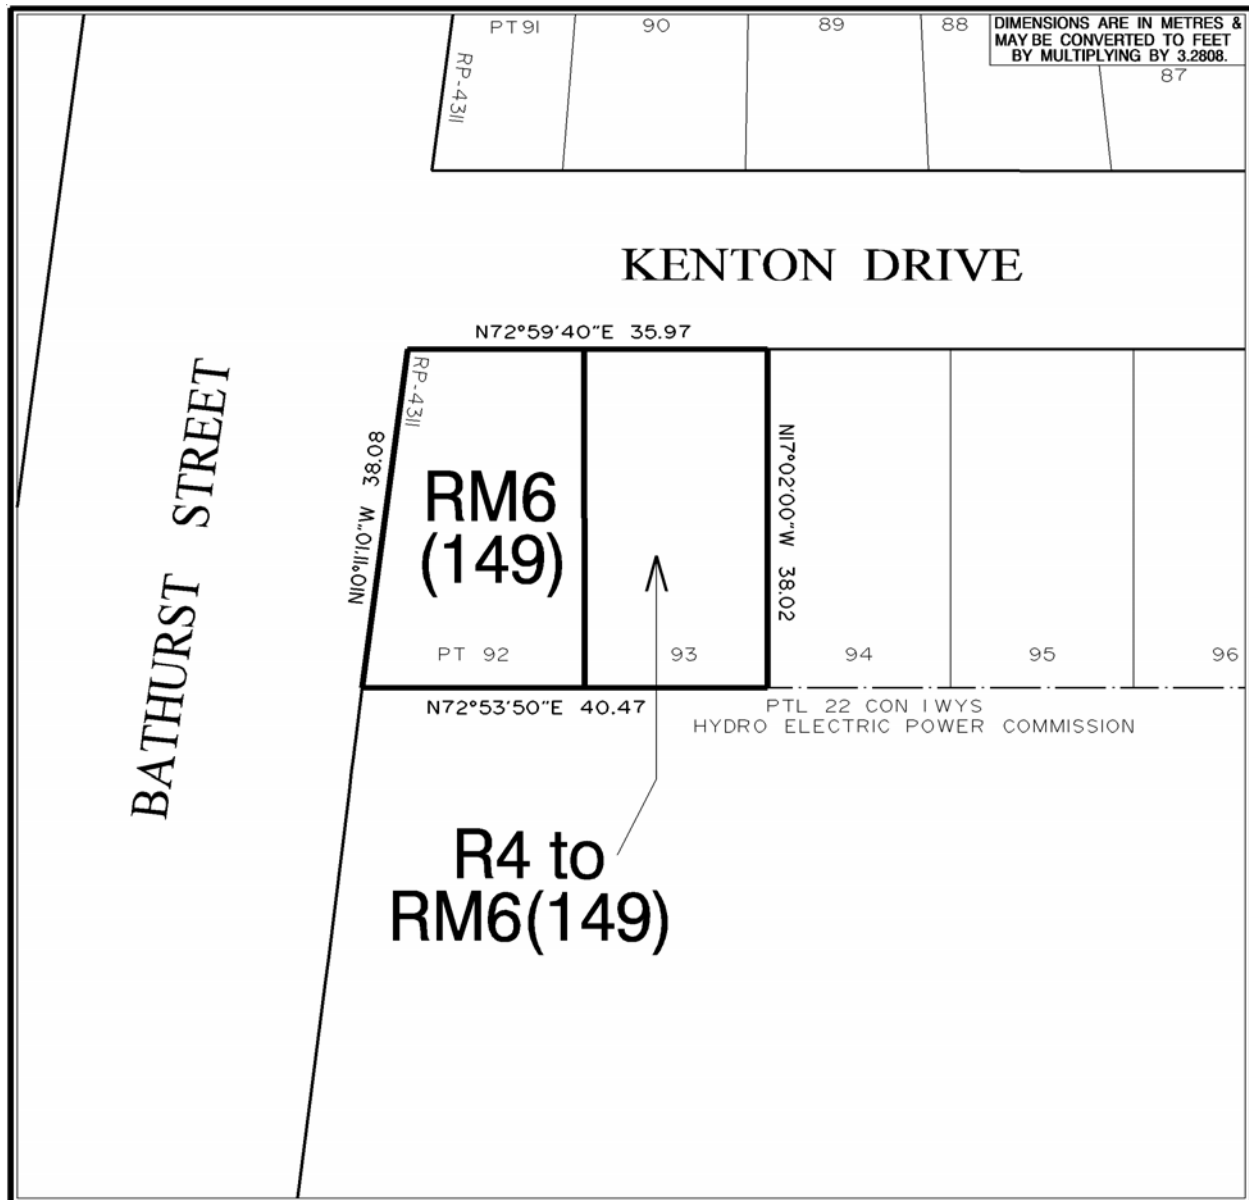 PT 91
90
89
88
DIMENSIONS ARE IN METRES &
MAY BE CONVERTED TO FEET
BY MULTIPLYING BY 3.2808.
87
RP-4311
KENTON DRIVE
N72°59'40"E 35.97
RP-4311
BATHURST STREET
N10°11'10"W 38.08
RM6
(149)
N17°02'00"W 38.02
PT 92
93
94
95
96
N72°53'50"E 40.47
PTL 22 CON 1 WYS
HYDRO ELECTRIC POWER COMMISSION
R4 to
RM6(149)